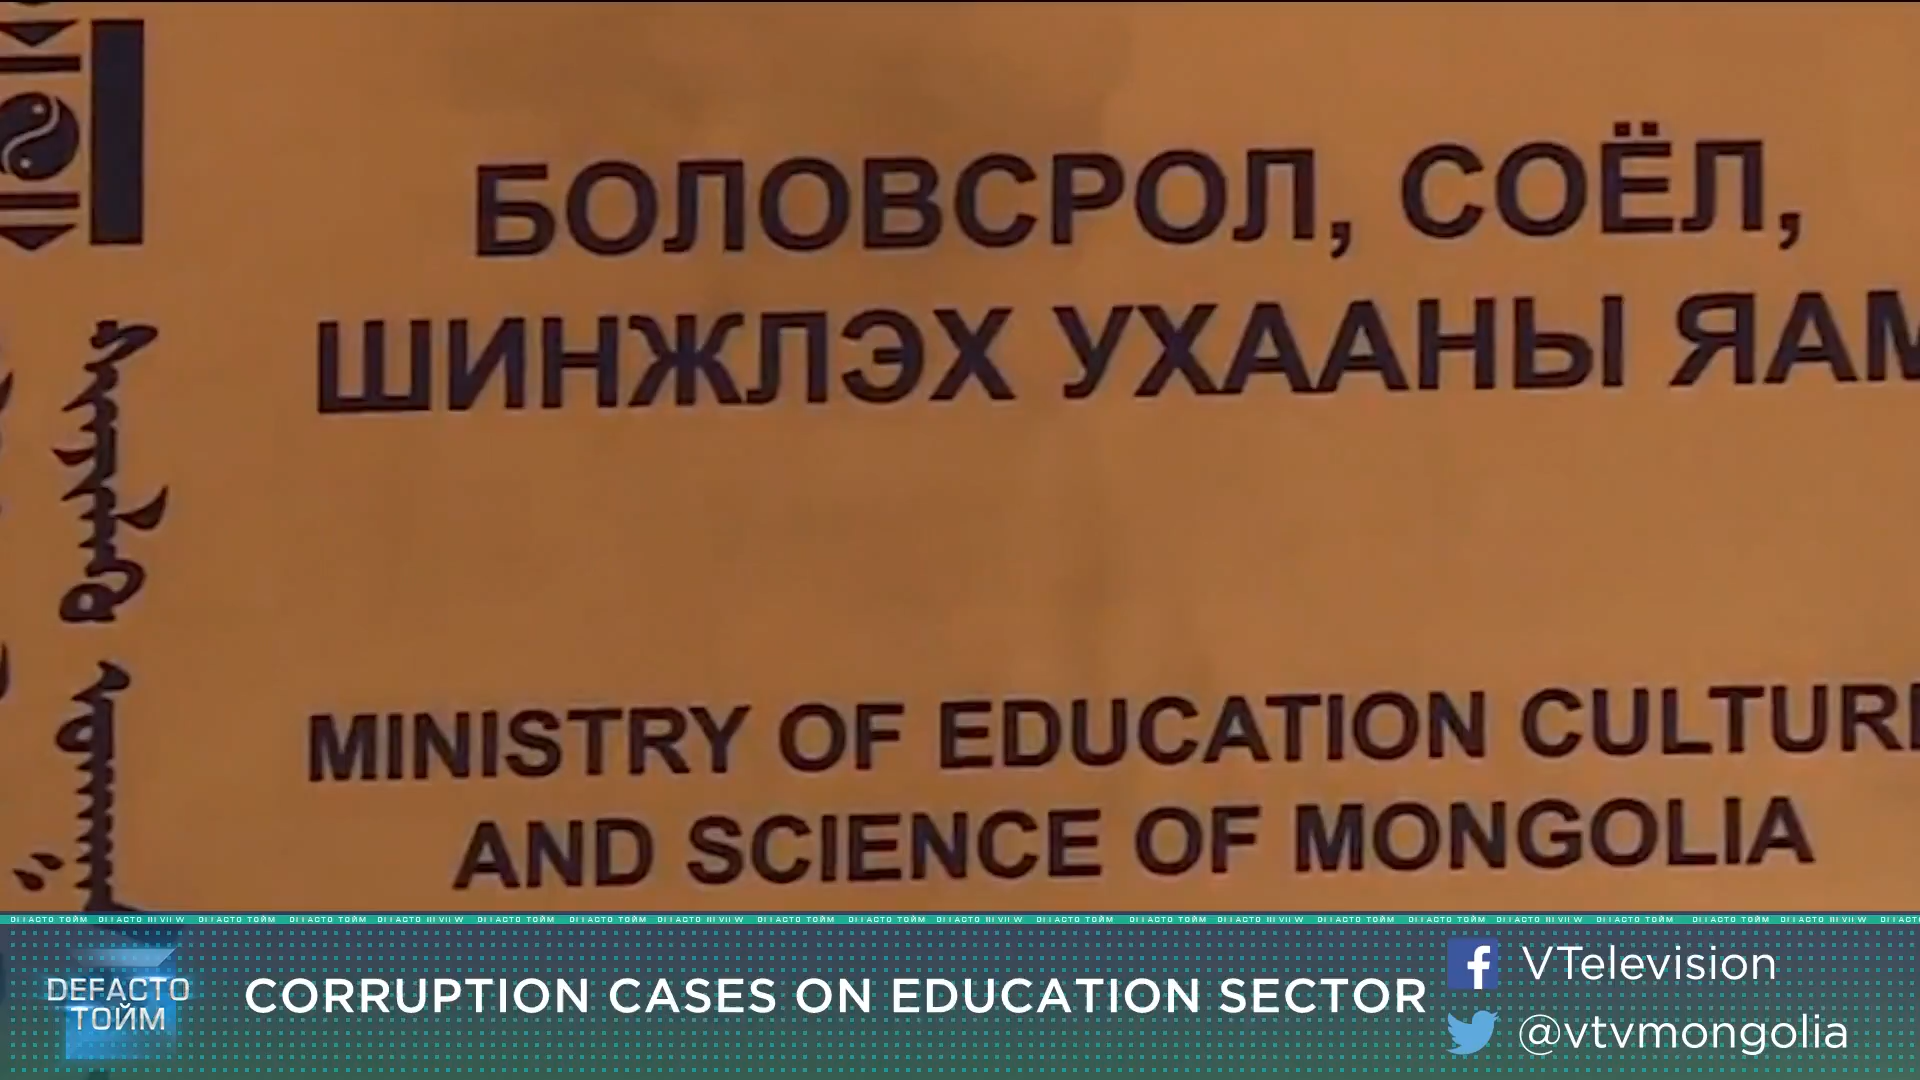 БОЛОВСРОЛ, СОЁЛ,
ШИНЖЛЭХ УХААНЫ ЯАМ
MINISTRY OF EDUCATION CULTURE
AND SCIENCE OF MONGOLIA
DEFACTO
ТОЙМ
CORRUPTION CASES ON EDUCATION SECTOR
VTelevision
@vtvmongolia